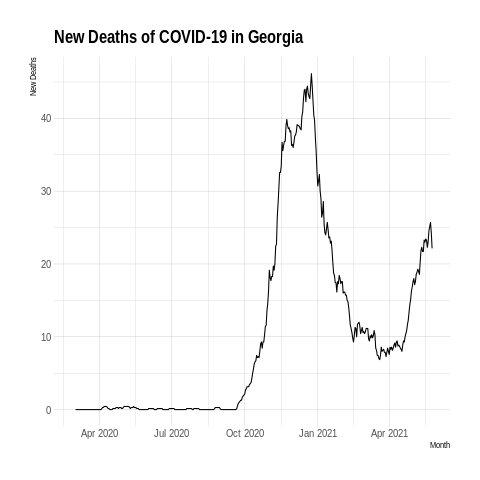 New Deaths of COVID-19 in Georgia
New Deaths
40
30
20
10
0
Apr 2020 Jul 2020 Oct 2020 Jan 2021 Apr 2021
Month